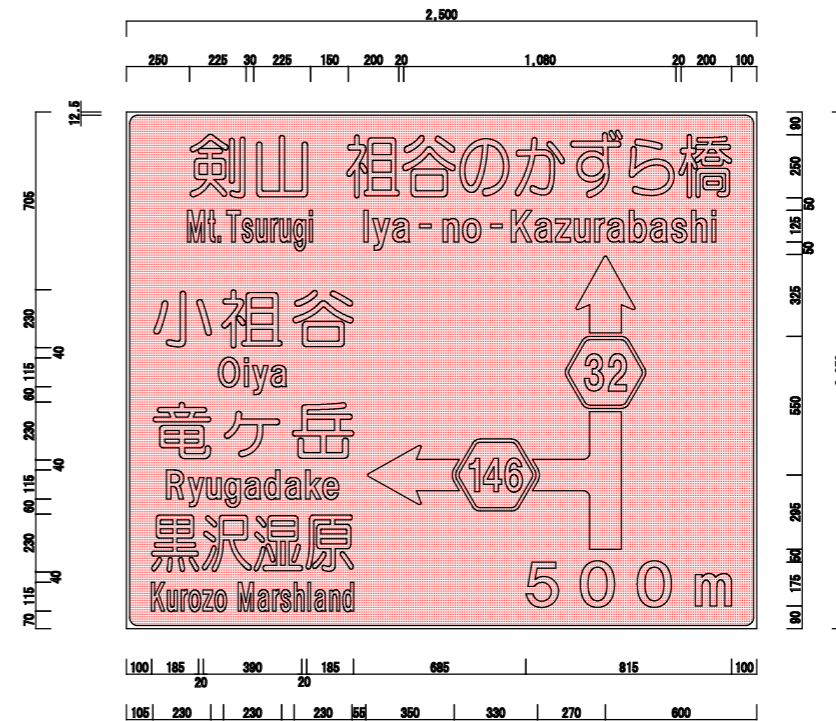 2,500
250 225 30 225 150 200 20 1,080 20 200 100
12.5
剣山 祖谷のかずら橋
Mt.Tsurugi Iya-no-Kazurabashi
小祖谷
Oiya
32
竜ケ岳
Ryugadake
146
黒沢湿原
Kurozo Marshland
500m
705 230 40 115 60 230 40 115 60 230 40 115 70
90 250 50 125 50 325 550 295 50 175 90
100 185 20 390 20 185 685 815 100
105 230 230 230 55 350 330 270 600